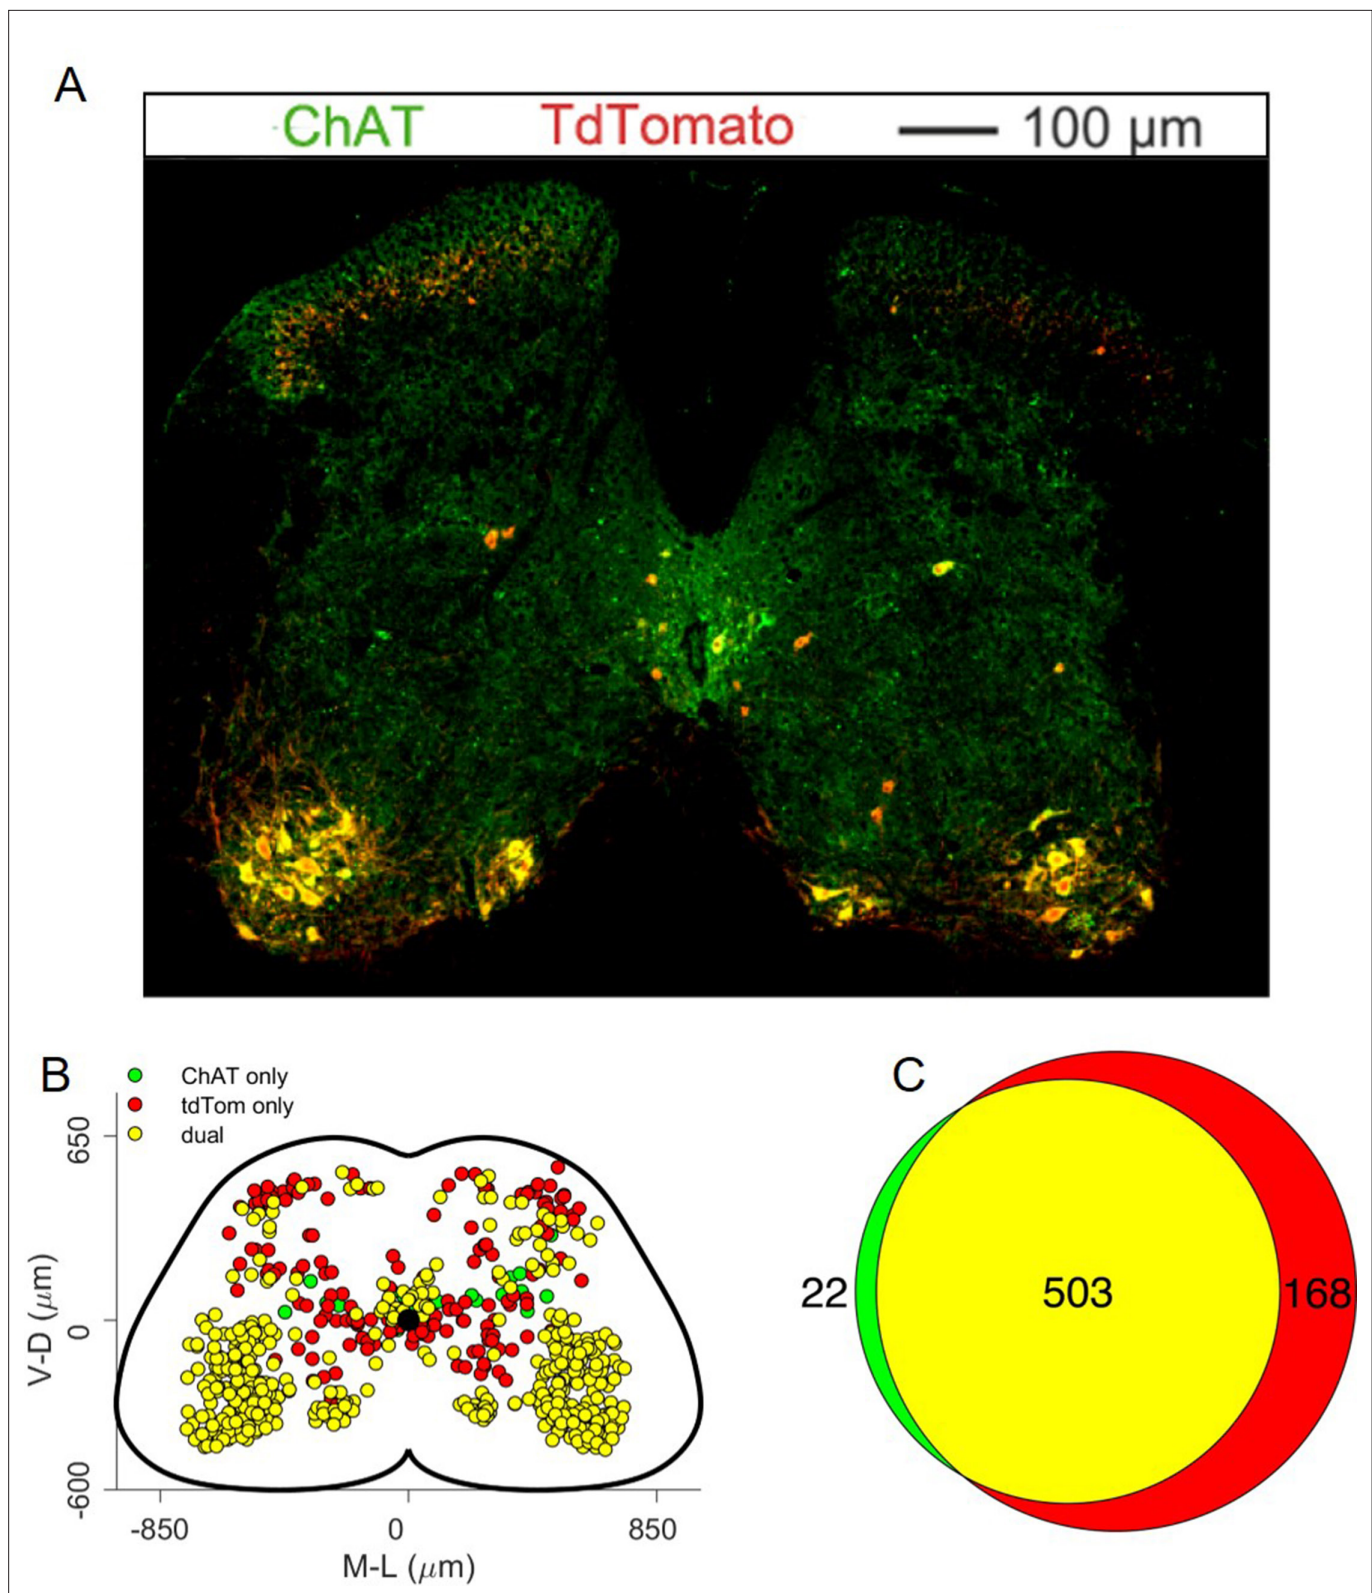 A
ChAT TdTomato 100 µm
B
ChAT only
tdTom only
dual
650
0
-600
V-D (μm)
-850 0 850
M-L (μm)
C
22 503 168